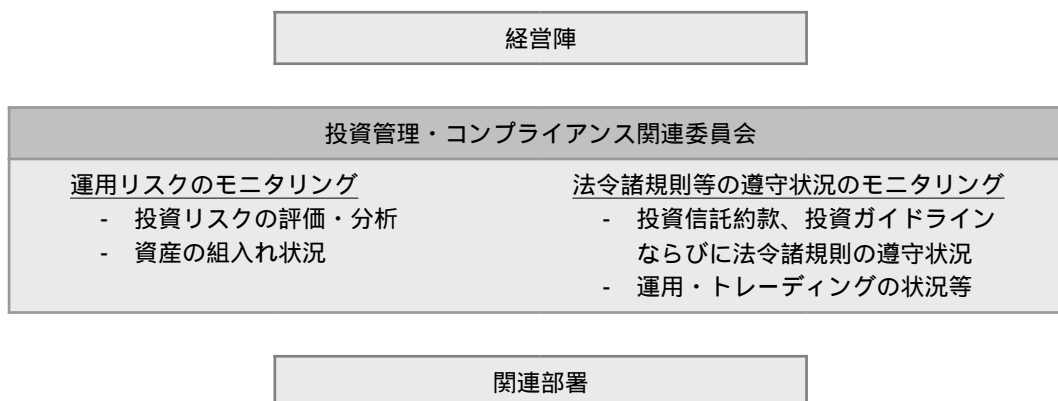 経営陣
投資管理・コンプライアンス関連委員会
運用リスクのモニタリング
- 投資リスクの評価・分析
- 資産の組入れ状況
法令諸規則等の遵守状況のモニタリング
- 投資信託約款、投資ガイドライン
ならびに法令諸規則の遵守状況
- 運用・トレーディングの状況等
関連部署